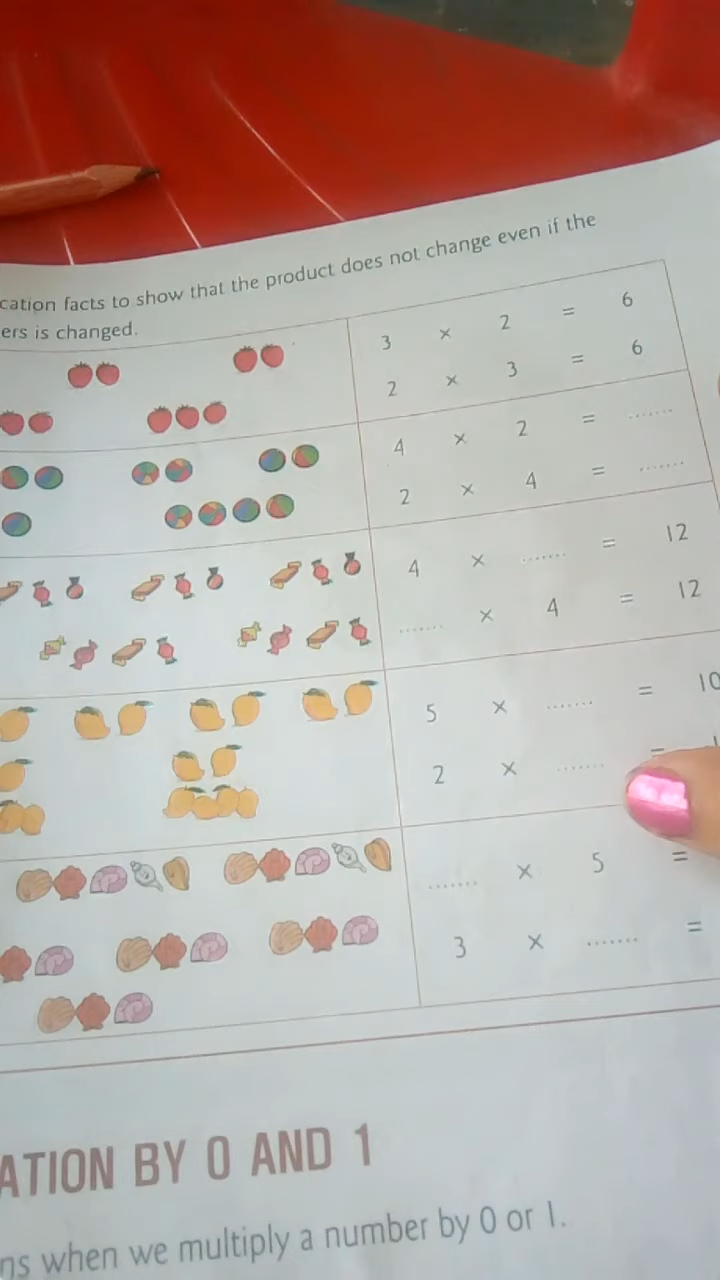 cation facts to show that the product does not change even if the
ers is changed.
3 × 2 = 6
2 × 3 = 6
4 × 2 = .......
2 × 4 = .......
4 × ....... = 12
....... × 4 = 12
5 × ....... = 10
2 × ....... =
....... × 5 =
3 × ....... =
ATION BY 0 AND 1
ns when we multiply a number by 0 or 1.